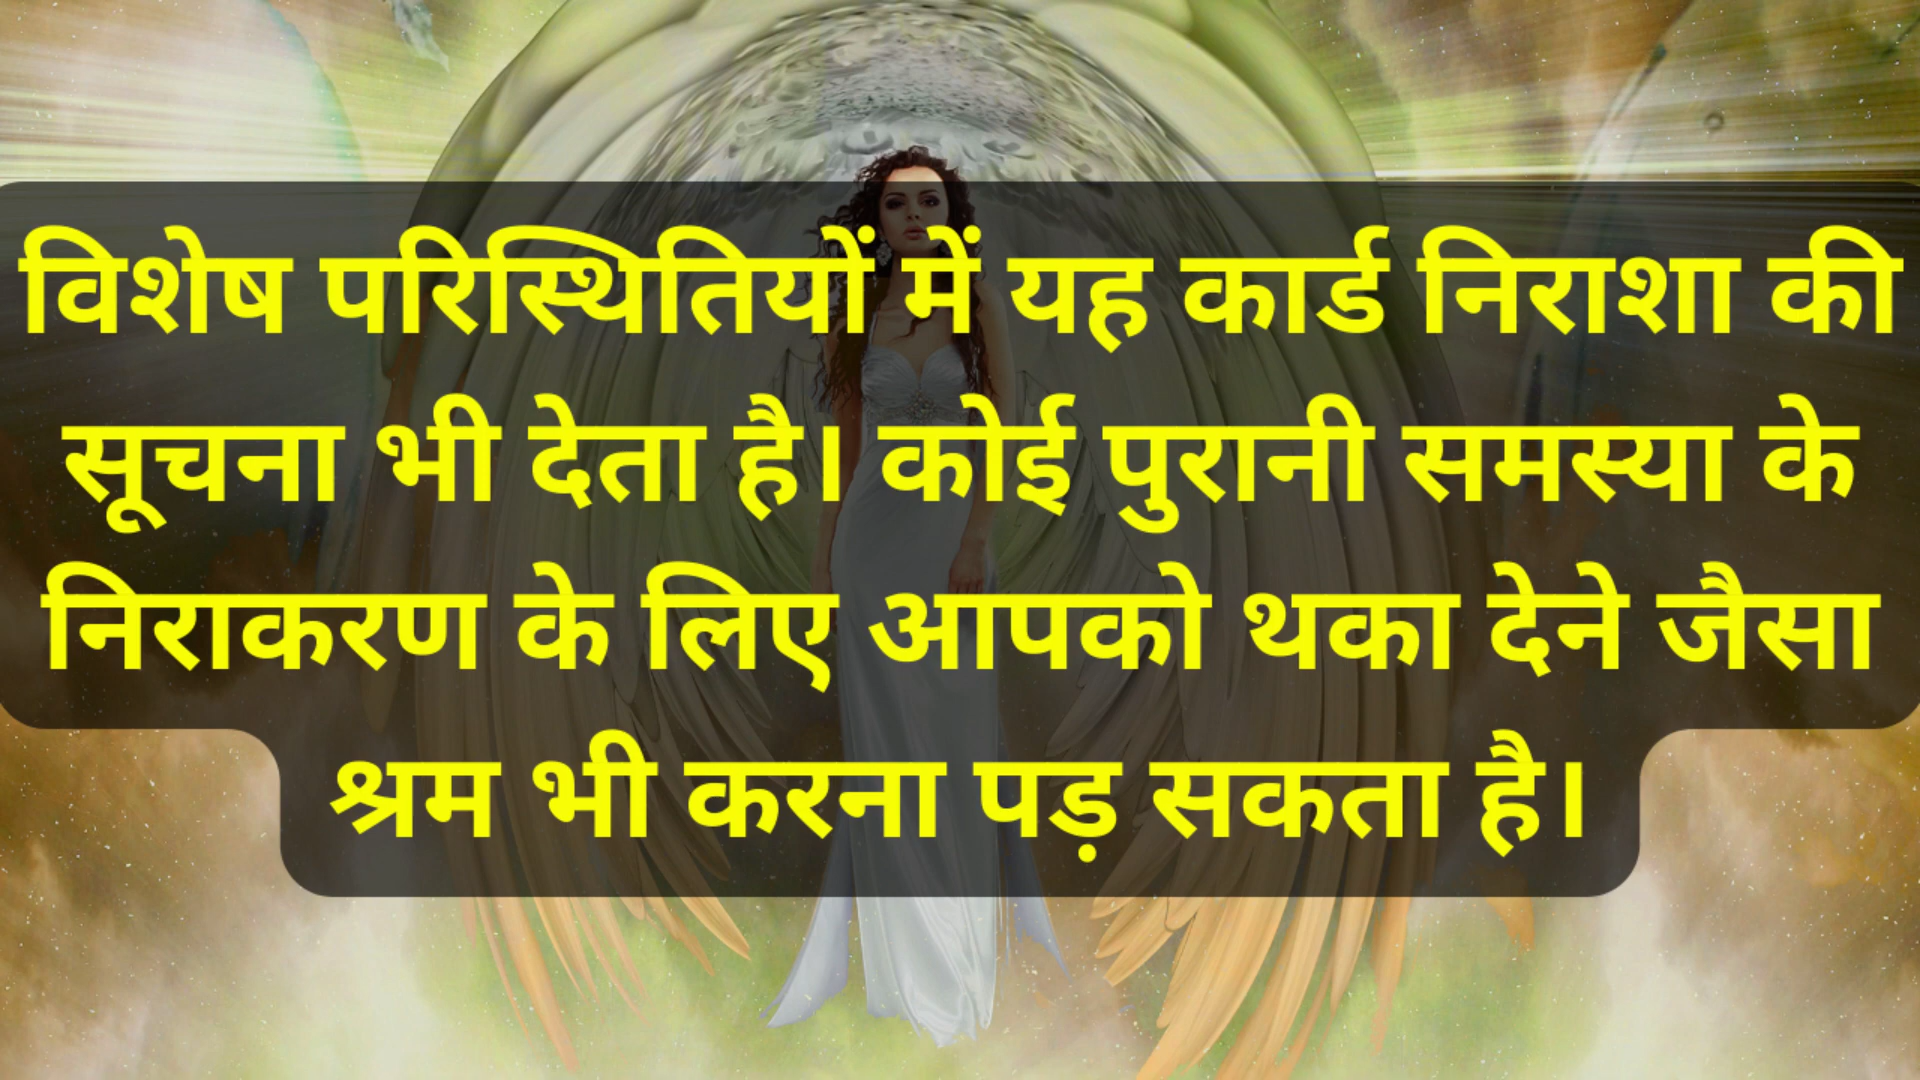 विशेष परिस्थितियों में यह कार्ड निराशा की
सूचना भी देता है। कोई पुरानी समस्या के
निराकरण के लिए आपको थका देने जैसा
श्रम भी करना पड़ सकता है।